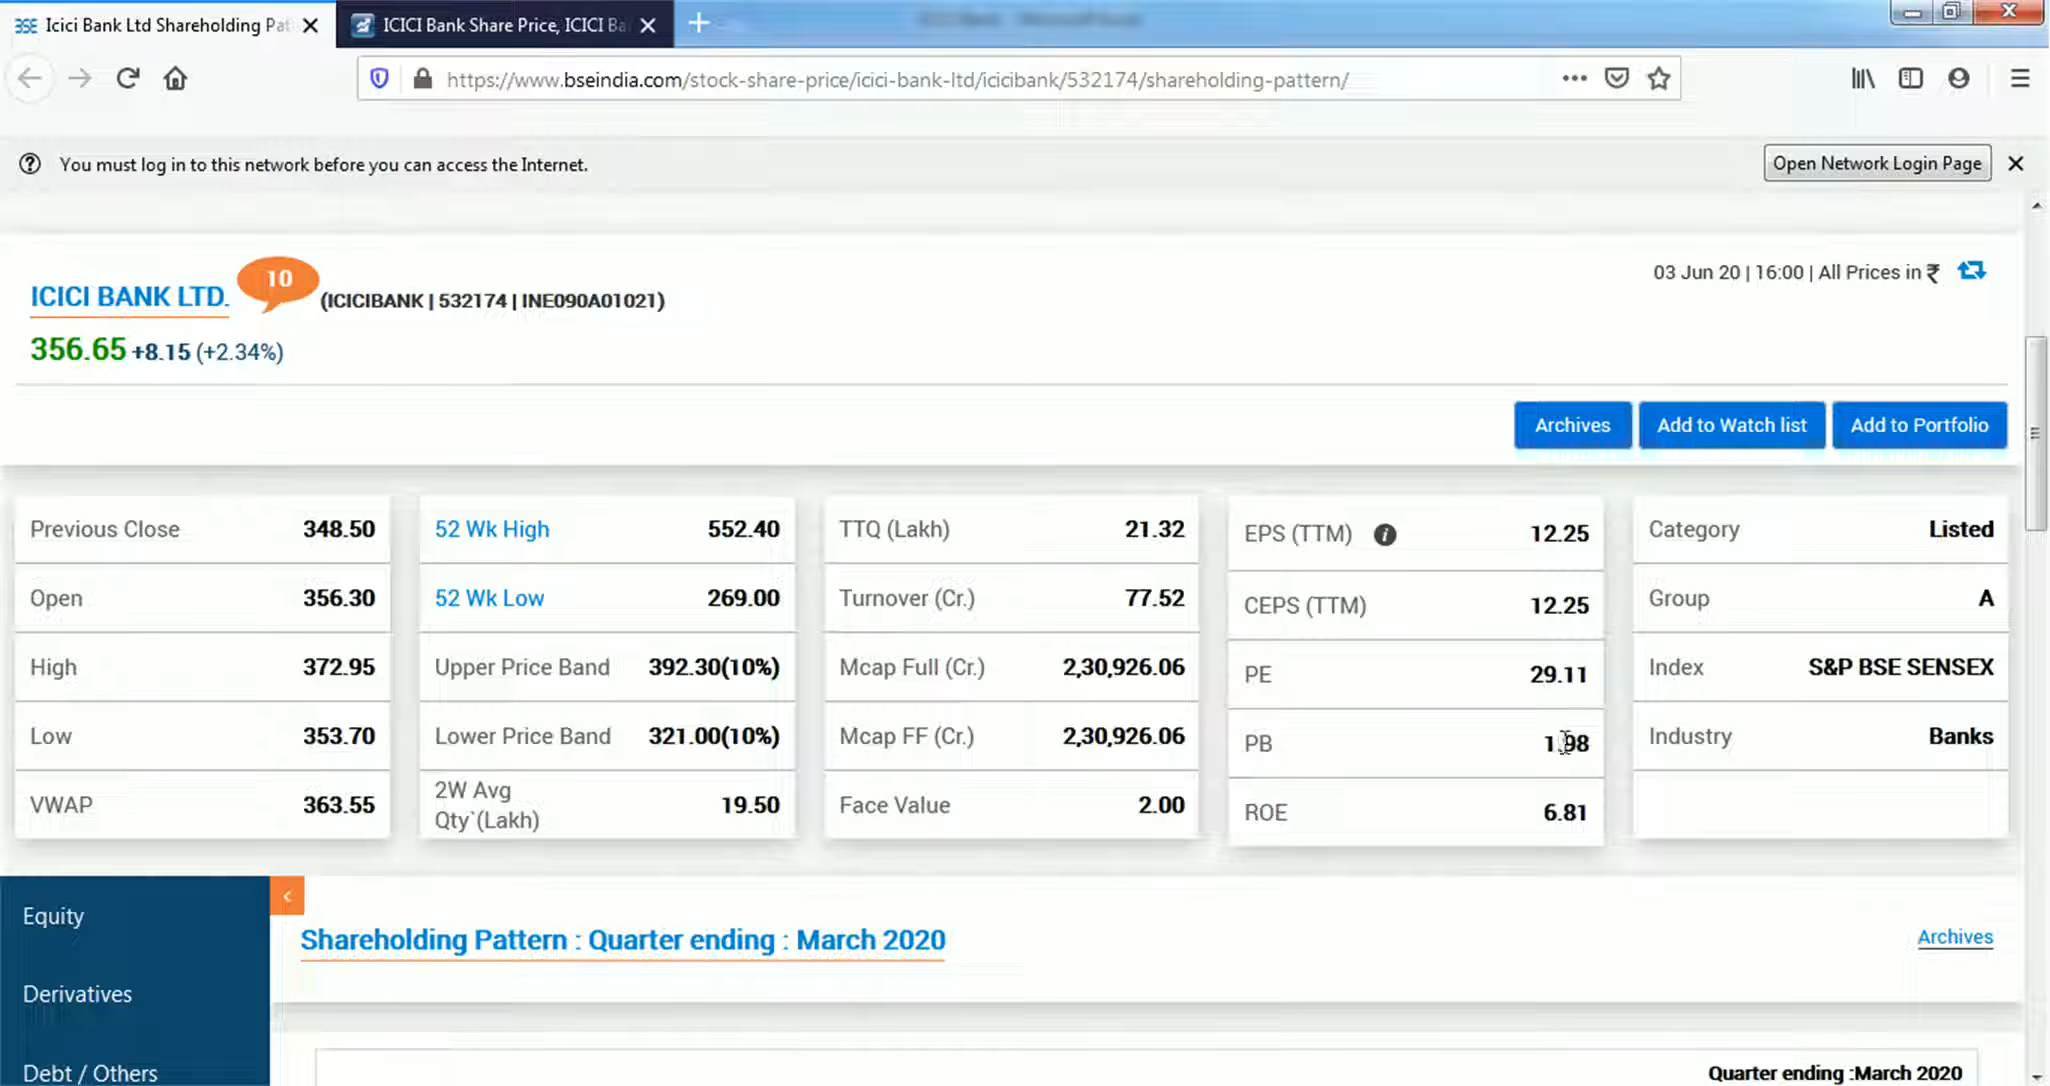 Icici Bank Ltd Shareholding Pat
ICICI Bank Share Price, ICICI Ba
https://www.bseindia.com/stock-share-price/icici-bank-ltd/icicibank/532174/shareholding-pattern/
You must log in to this network before you can access the Internet.
Open Network Login Page
ICICI BANK LTD.
10
(ICICIBANK | 532174 | INE090A01021)
03 Jun 20 | 16:00 | All Prices in ₹
356.65 +8.15 (+2.34%)
Archives
Add to Watch list
Add to Portfolio
Previous Close 348.50
Open 356.30
High 372.95
Low 353.70
VWAP 363.55
52 Wk High 552.40
52 Wk Low 269.00
Upper Price Band 392.30(10%)
Lower Price Band 321.00(10%)
2W Avg
Qty`(Lakh) 19.50
TTQ (Lakh) 21.32
Turnover (Cr.) 77.52
Mcap Full (Cr.) 2,30,926.06
Mcap FF (Cr.) 2,30,926.06
Face Value 2.00
EPS (TTM) 12.25
CEPS (TTM) 12.25
PE 29.11
PB 1.98
ROE 6.81
Category Listed
Group A
Index S&P BSE SENSEX
Industry Banks
Equity
Derivatives
Debt / Others
Shareholding Pattern : Quarter ending : March 2020
Archives
Quarter ending :March 2020